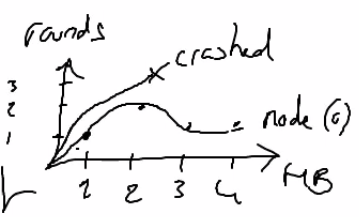 rounds
crashed
3
2
1
node (a)
1 2 3 4
MB